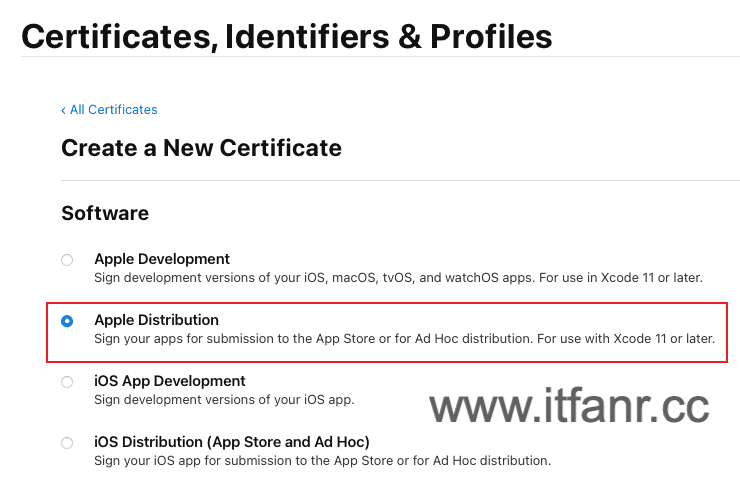 Certificates, Identifiers & Profiles
‹ All Certificates
Create a New Certificate
Software
Apple Development
Sign development versions of your iOS, macOS, tvOS, and watchOS apps. For use in Xcode 11 or later.
Apple Distribution
Sign your apps for submission to the App Store or for Ad Hoc distribution. For use with Xcode 11 or later.
iOS App Development
Sign development versions of your iOS app.
www.itfanr.cc
iOS Distribution (App Store and Ad Hoc)
Sign your iOS app for submission to the App Store or for Ad Hoc distribution.